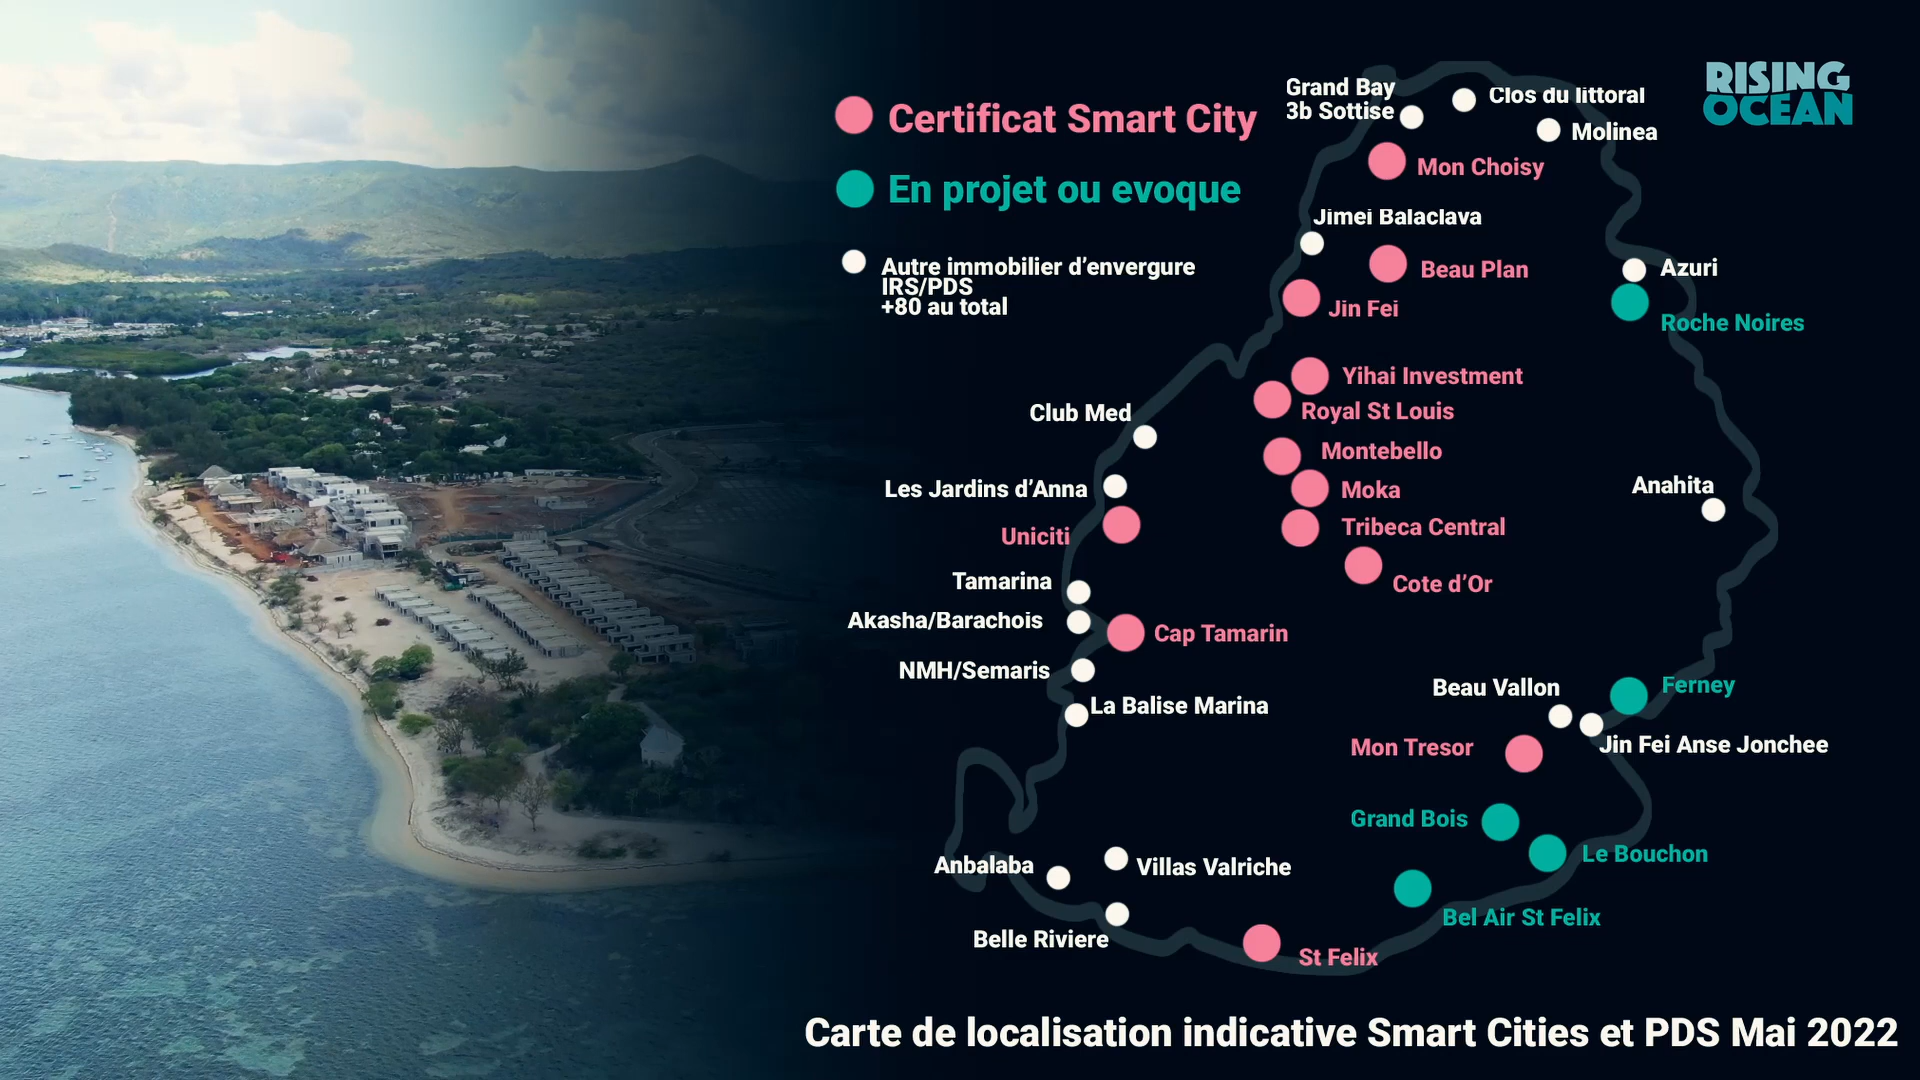 RISING
OCEAN
Certificat Smart City
En projet ou evoque
Autre immobilier d'envergure
IRS/PDS
+80 au total
Grand Bay
3b Sottise
Clos du littoral
Molinea
Mon Choisy
Jimei Balaclava
Beau Plan
Azuri
Jin Fei
Roche Noires
Yihai Investment
Royal St Louis
Club Med
Montebello
Les Jardins d'Anna
Moka
Anahita
Uniciti
Tribeca Central
Tamarina
Cote d'Or
Akasha/Barachois
Cap Tamarin
NMH/Semaris
La Balise Marina
Beau Vallon
Ferney
Jin Fei Anse Jonchee
Mon Tresor
Grand Bois
Le Bouchon
Anbalaba
Villas Valriche
Bel Air St Felix
Belle Riviere
St Felix
Carte de localisation indicative Smart Cities et PDS Mai 2022